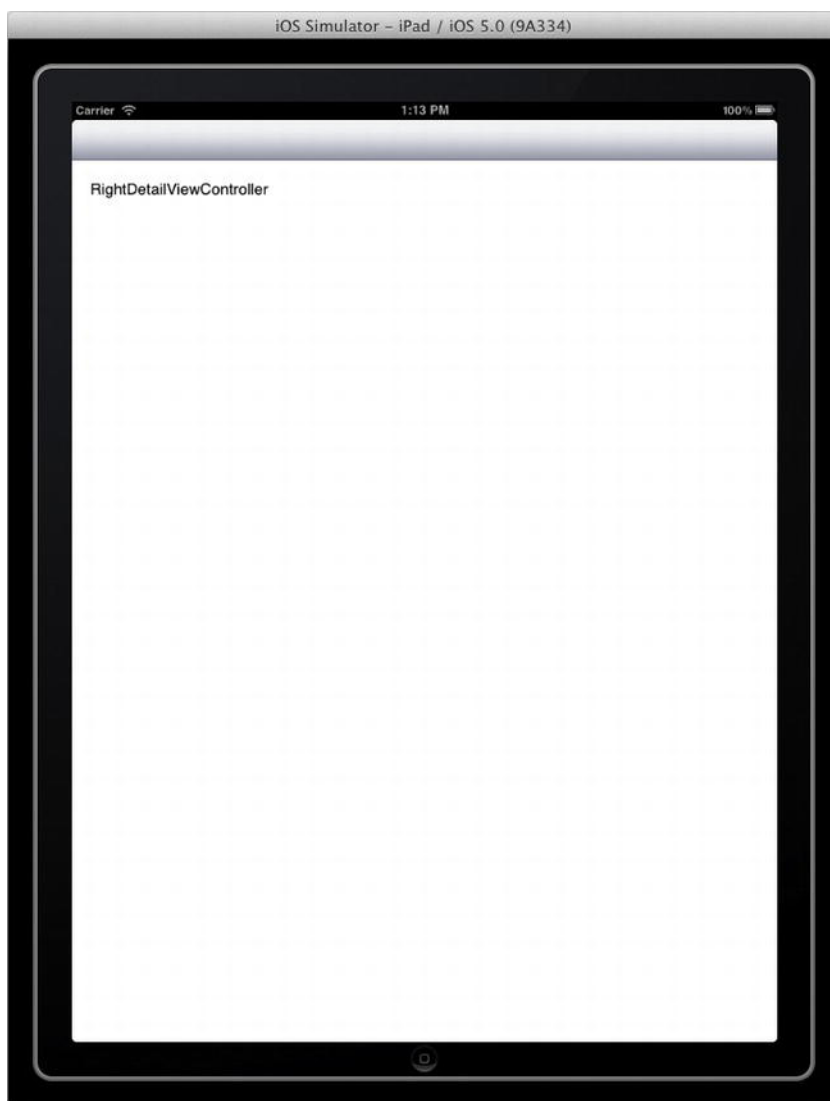 iOS Simulator – iPad / iOS 5.0 (9A334)
Carrier 1:13 PM 100%
RightDetailViewController